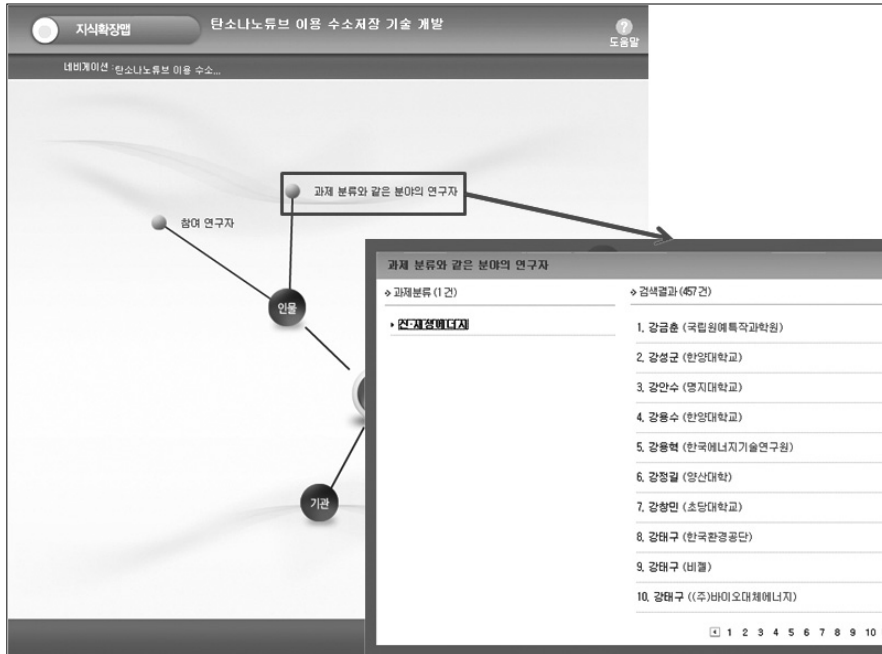 지식확장맵
탄소나노튜브 이용 수소저장 기술 개발
?
도움말
네비게이션 : 탄소나노튜브 이용 수소...
과제 분류와 같은 분야의 연구자
참여 연구자
인물
기관
과제 분류와 같은 분야의 연구자
과제분류 (1 건)
신·재생에너지
검색결과 (457 건)
1. 강금춘 (국립원예특작과학원)
2. 강성군 (한양대학교)
3. 강안수 (명지대학교)
4. 강용수 (한양대학교)
5. 강용혁 (한국에너지기술연구원)
6. 강정길 (양산대학)
7. 강창민 (초당대학교)
8. 강태구 (한국환경공단)
9. 강태구 (비젤)
10. 강태구 ((주)바이오대체에너지)
1 2 3 4 5 6 7 8 9 10